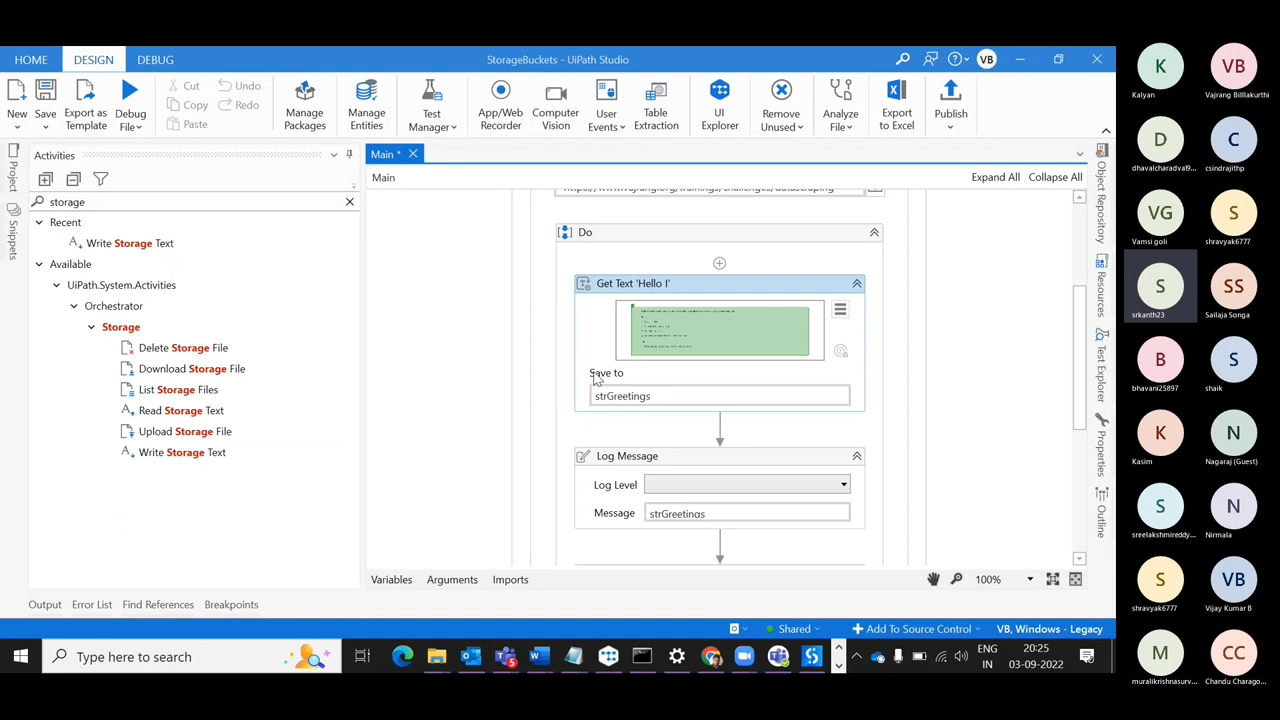 HOME
DESIGN
DEBUG
StorageBuckets - UiPath Studio
VB
New
Save
Export as Template
Debug File
Cut
Copy
Paste
Undo
Redo
Manage Packages
Manage Entities
Test Manager
App/Web Recorder
Computer Vision
User Events
Table Extraction
UI Explorer
Remove Unused
Analyze File
Export to Excel
Publish
Project
Snippets
Activities
storage
Recent
Write Storage Text
Available
UiPath.System.Activities
Orchestrator
Storage
Delete Storage File
Download Storage File
List Storage Files
Read Storage Text
Upload Storage File
Write Storage Text
Main *
Main
Expand All
Collapse All
Do
Get Text 'Hello I'
Save to
strGreetings
Log Message
Log Level
Message
strGreetings
Variables
Arguments
Imports
100%
Object Repository
Resources
Test Explorer
Properties
Outline
Output
Error List
Find References
Breakpoints
Shared
Add To Source Control
VB, Windows - Legacy
Type here to search
ENG
IN
20:25
03-09-2022
K
Kalyan
VB
Vajrang Billlakurthi
D
dhavalcharadva19...
C
csindrajithp
VG
Vamsi goli
S
shravyak6777
S
srkanth23
SS
Sailaja Songa
B
bhavani25897
S
shaik
K
Kasim
N
Nagaraj (Guest)
S
sreelakshmireddy...
N
Nirmala
S
shravyak6777
VB
Vijay Kumar B
M
muralikrishnasurv...
CC
Chandu Charago...